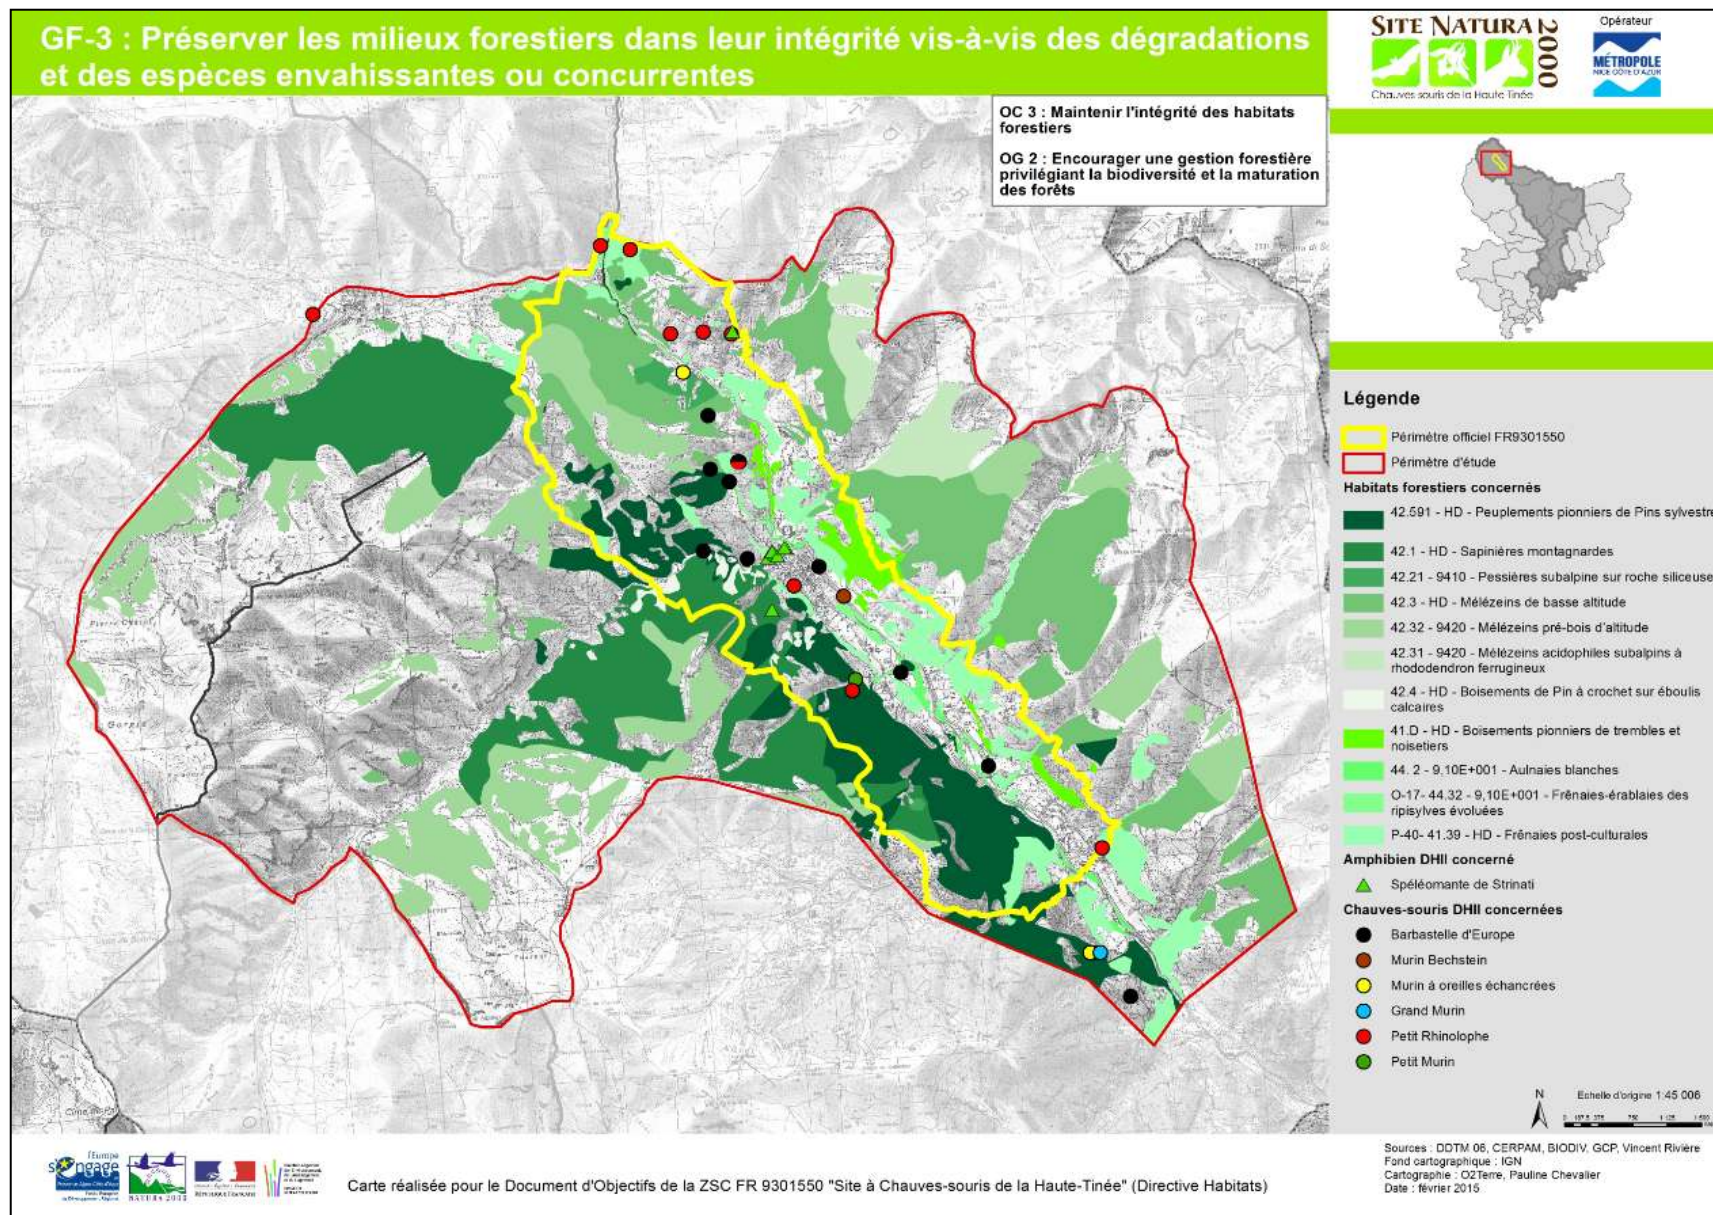 GF-3 : Préserver les milieux forestiers dans leur intégrité vis-à-vis des dégradations
et des espèces envahissantes ou concurrentes
SITE NATURA
2000
Chauves souris de la Haute Tinée
Opérateur
MÉTROPOLE
NICE CÔTE D'AZUR
OC 3 : Maintenir l'intégrité des habitats
forestiers
OG 2 : Encourager une gestion forestière
privilégiant la biodiversité et la maturation
des forêts
Légende
Périmètre officiel FR9301550
Périmètre d'étude
Habitats forestiers concernés
42.591 - HD - Peuplements pionniers de Pins sylvestre
42.1 - HD - Sapinières montagnardes
42.21 - 9410 - Pessières subalpine sur roche siliceuse
42.3 - HD - Mélézeins de basse altitude
42.32 - 9420 - Mélézeins pré-bois d'altitude
42.31 - 9420 - Mélézeins acidophiles subalpins à
rhododendron ferrugineux
42.4 - HD - Boisements de Pin à crochet sur éboulis
calcaires
41.D - HD - Boisements pionniers de trembles et
noisetiers
44. 2 - 9,10E+001 - Aulnaies blanches
O-17- 44.32 - 9,10E+001 - Frênaies-érablaies des
ripisylves évoluées
P-40- 41.39 - HD - Frênaies post-culturales
Amphibien DHII concerné
Spéléomante de Strinati
Chauves-souris DHII concernées
Barbastelle d'Europe
Murin Bechstein
Murin à oreilles échancrées
Grand Murin
Petit Rhinolophe
Petit Murin
N
Echelle d'origine 1:45 006
l'Europe
s'engage
NATURA 2000
RÉPUBLIQUE FRANÇAISE
Carte réalisée pour le Document d'Objectifs de la ZSC FR 9301550 "Site à Chauves-souris de la Haute-Tinée" (Directive Habitats)
Sources : DDTM 06, CERPAM, BIODIV, GCP, Vincent Rivière
Fond cartographique : IGN
Cartographie : O2Terre, Pauline Chevalier
Date : février 2015